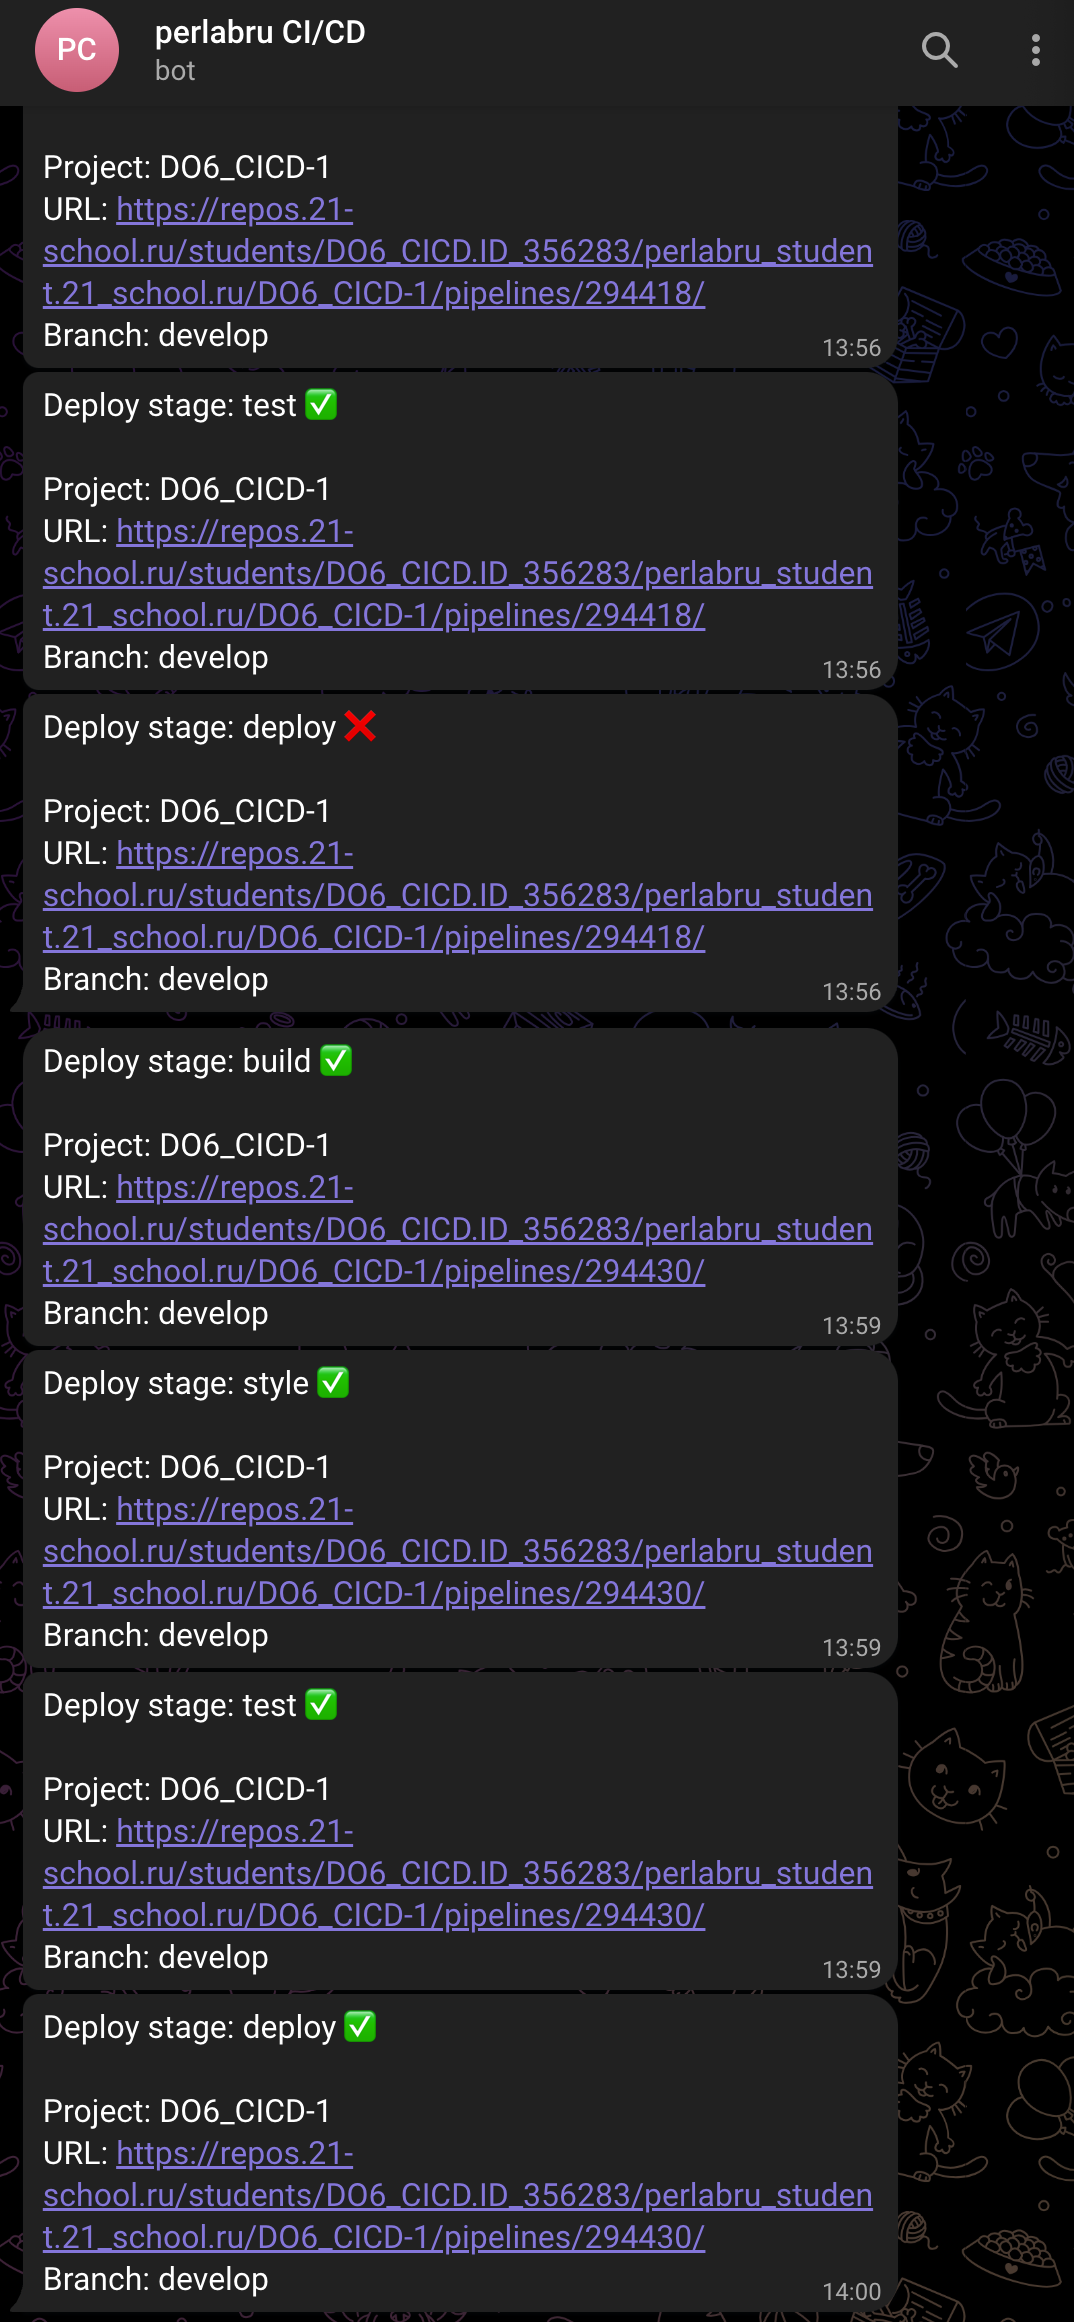 PC
perlabru CI/CD
bot
Project: DO6_CICD-1
URL: https://repos.21-
school.ru/students/DO6_CICD.ID_356283/perlabru_studen
t.21_school.ru/DO6_CICD-1/pipelines/294418/
Branch: develop
13:56
Deploy stage: test ✅
Project: DO6_CICD-1
URL: https://repos.21-
school.ru/students/DO6_CICD.ID_356283/perlabru_studen
t.21_school.ru/DO6_CICD-1/pipelines/294418/
Branch: develop
13:56
Deploy stage: deploy ❌
Project: DO6_CICD-1
URL: https://repos.21-
school.ru/students/DO6_CICD.ID_356283/perlabru_studen
t.21_school.ru/DO6_CICD-1/pipelines/294418/
Branch: develop
13:56
Deploy stage: build ✅
Project: DO6_CICD-1
URL: https://repos.21-
school.ru/students/DO6_CICD.ID_356283/perlabru_studen
t.21_school.ru/DO6_CICD-1/pipelines/294430/
Branch: develop
13:59
Deploy stage: style ✅
Project: DO6_CICD-1
URL: https://repos.21-
school.ru/students/DO6_CICD.ID_356283/perlabru_studen
t.21_school.ru/DO6_CICD-1/pipelines/294430/
Branch: develop
13:59
Deploy stage: test ✅
Project: DO6_CICD-1
URL: https://repos.21-
school.ru/students/DO6_CICD.ID_356283/perlabru_studen
t.21_school.ru/DO6_CICD-1/pipelines/294430/
Branch: develop
13:59
Deploy stage: deploy ✅
Project: DO6_CICD-1
URL: https://repos.21-
school.ru/students/DO6_CICD.ID_356283/perlabru_studen
t.21_school.ru/DO6_CICD-1/pipelines/294430/
Branch: develop
14:00